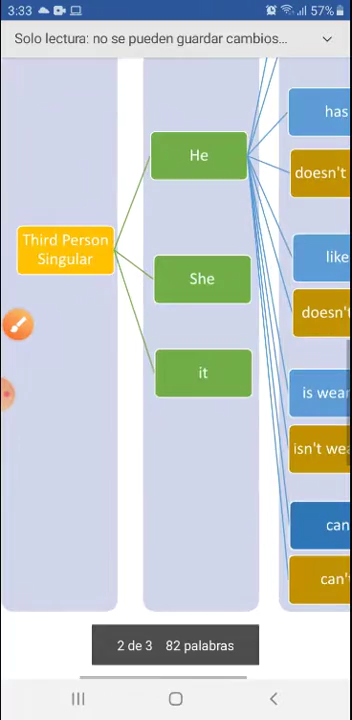 3:33 57%
Solo lectura: no se pueden guardar cambios...
has
He
doesn't
Third Person
Singular
like
She
doesn't
it
is wear
isn't wea
can
can't
2 de 3 82 palabras